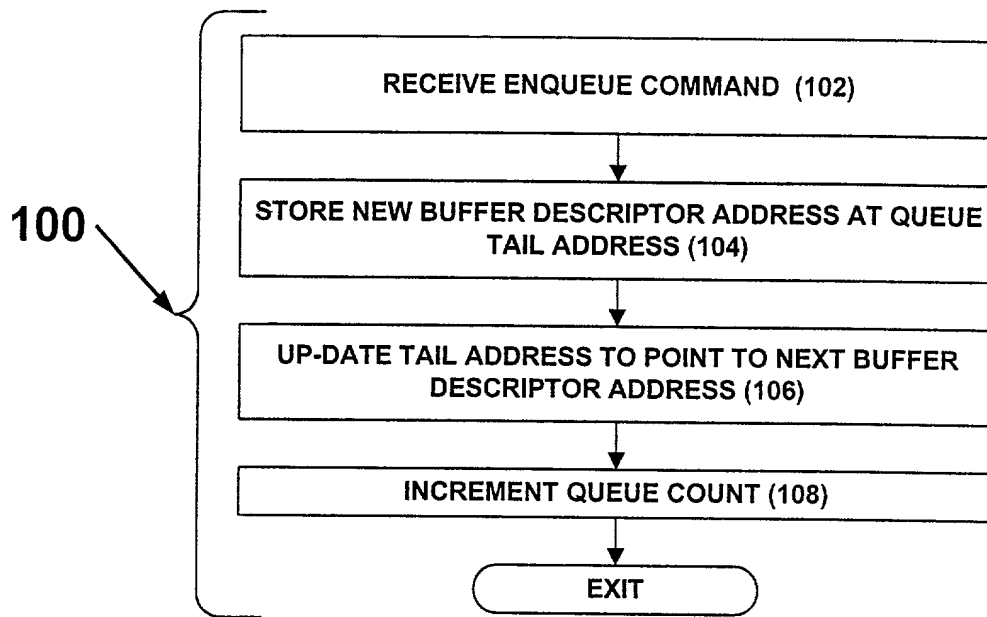 RECEIVE ENQUEUE COMMAND (102)
STORE NEW BUFFER DESCRIPTOR ADDRESS AT QUEUE
TAIL ADDRESS (104)
100
UP-DATE TAIL ADDRESS TO POINT TO NEXT BUFFER
DESCRIPTOR ADDRESS (106)
INCREMENT QUEUE COUNT (108)
EXIT